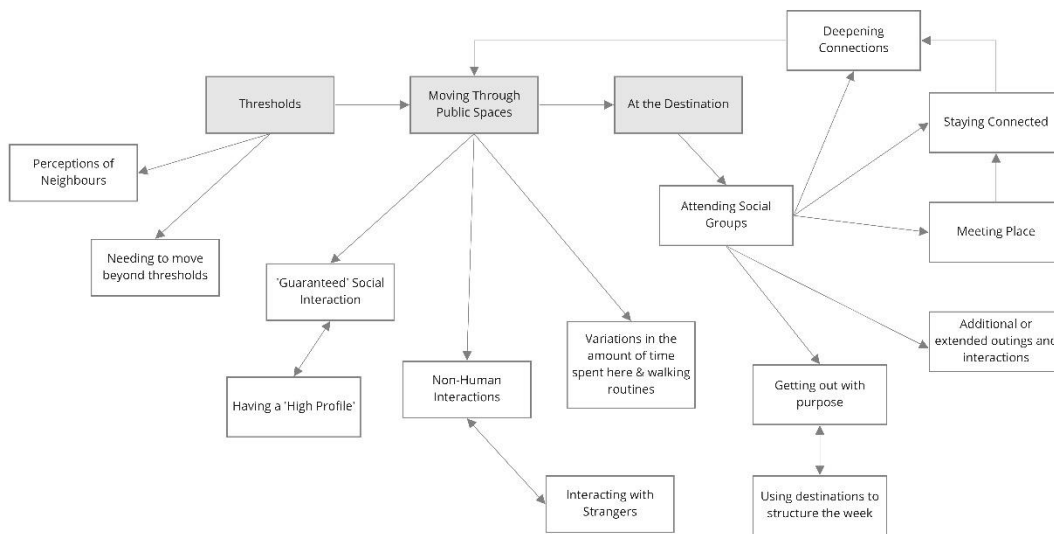 Deepening
Connections
Thresholds
Moving Through
Public Spaces
At the Destination
Staying Connected
Perceptions of
Neighbours
Attending Social
Groups
Meeting Place
Needing to move
beyond thresholds
'Guaranteed' Social
Interaction
Additional or
extended outings and
interactions
Variations in the
amount of time
spent here & walking
routines
Non-Human
Interactions
Getting out with
purpose
Having a 'High Profile'
Interacting with
Strangers
Using destinations to
structure the week